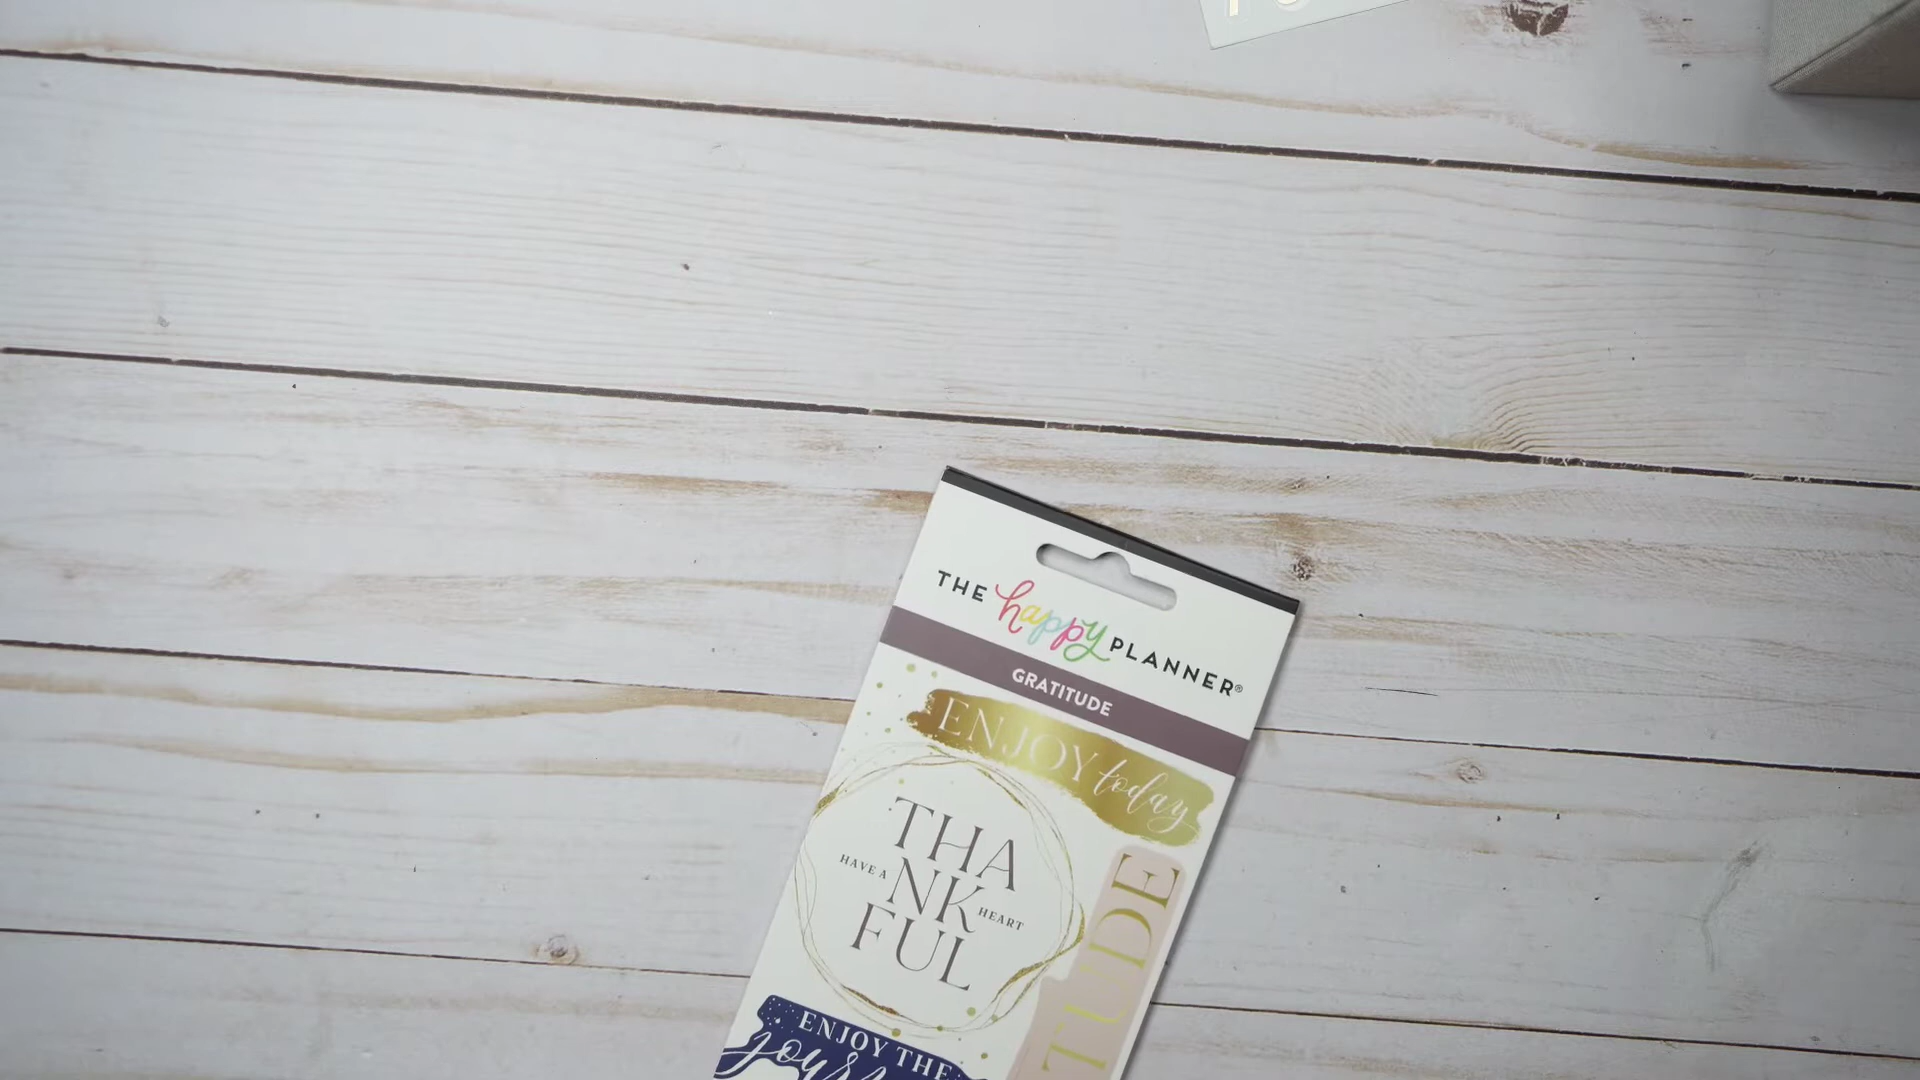 THE happy PLANNER®
GRATITUDE
ENJOY today
THA
HAVE A NK HEART
FUL
TUDE
ENJOY THE